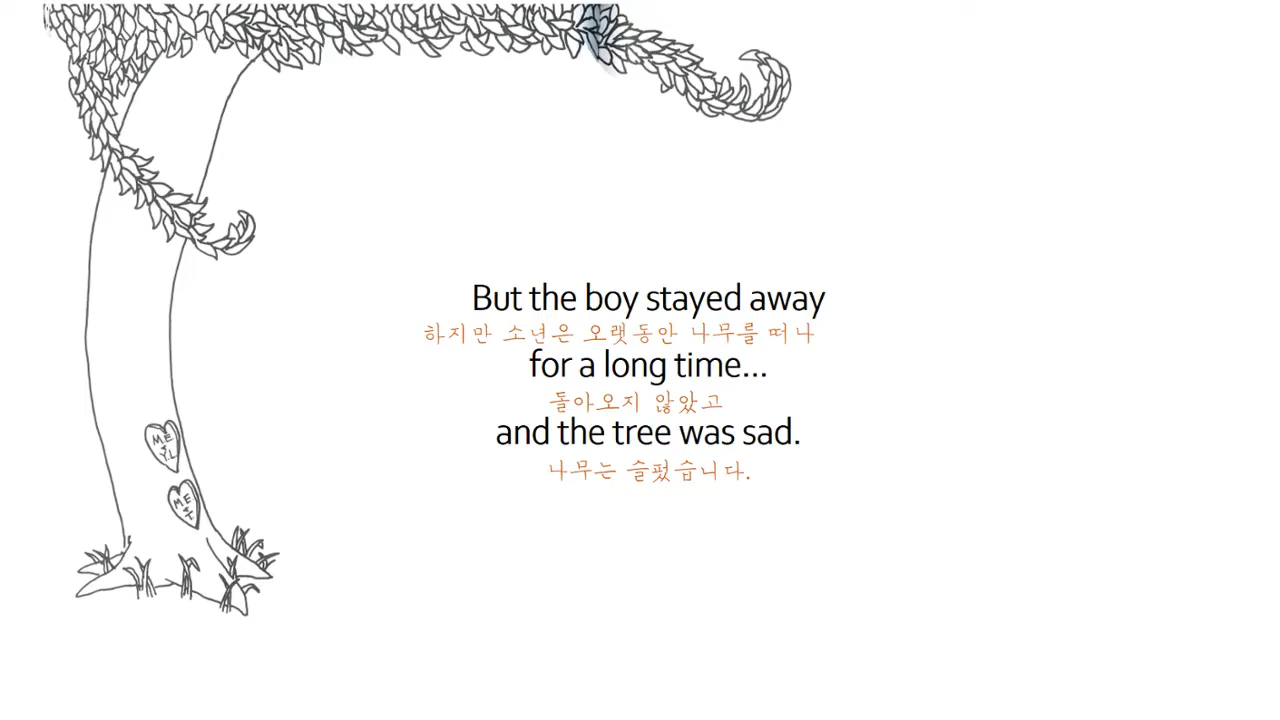 But the boy stayed away
하지만 소년은 오랫동안 나무를 떠나
for a long time...
돌아오지 않았고
and the tree was sad.
나무는 슬펐습니다.
ME
+
Y.L.
ME
+
T